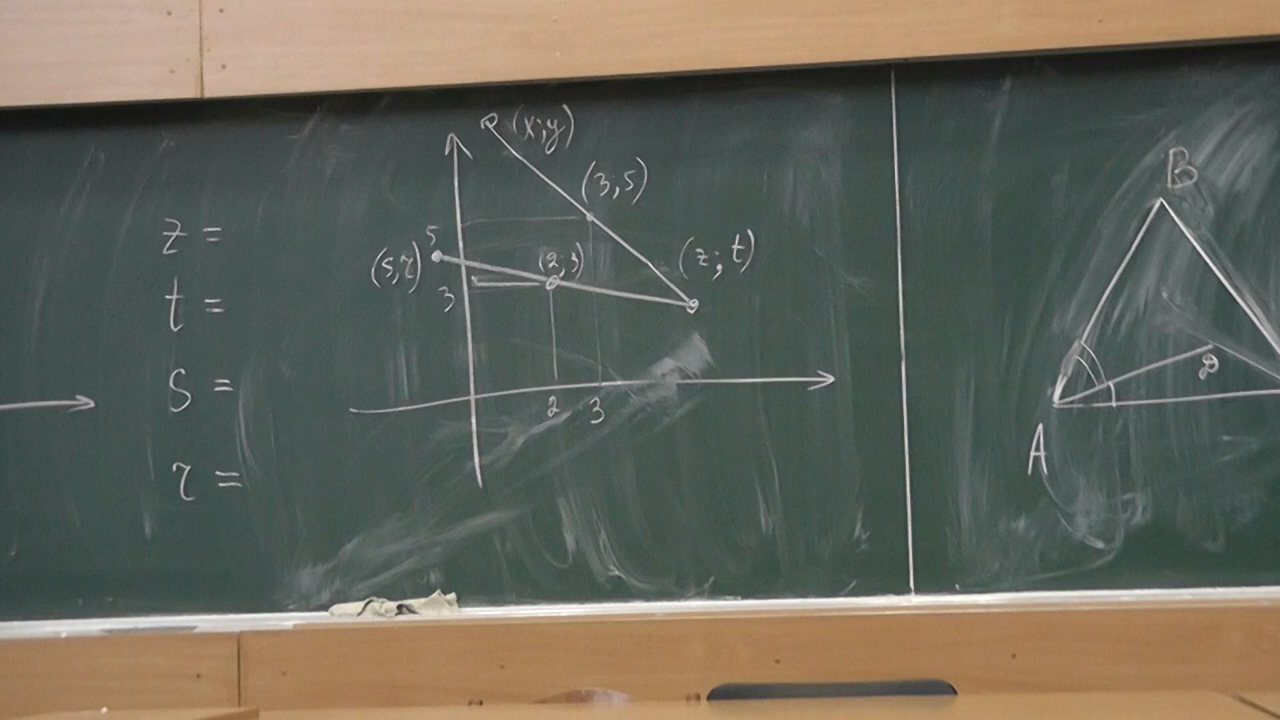 z =
t =
s =
τ =
(x;y)
(3;5)
5
(s;τ)
(2;3)
(z; t)
3
2
3
B
D
A